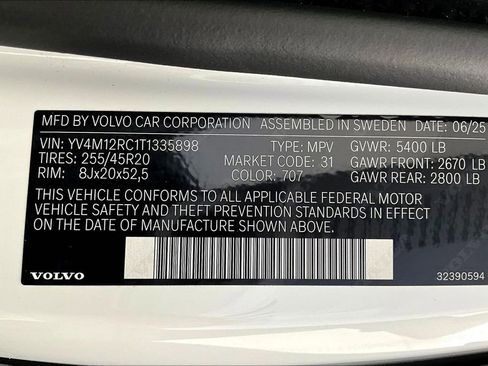 MFD BY VOLVO CAR CORPORATION ASSEMBLED IN SWEDEN DATE: 06/25
VIN: YV4M12RC1T1335898 TYPE: MPV GVWR: 5400 LB
TIRES: 255/45R20 MARKET CODE: 31 GAWR FRONT: 2670 LB
RIM: 8Jx20x52,5 COLOR: 707 GAWR REAR: 2800 LB
THIS VEHICLE CONFORMS TO ALL APPLICABLE FEDERAL MOTOR
VEHICLE SAFETY AND THEFT PREVENTION STANDARDS IN EFFECT
ON THE DATE OF MANUFACTURE SHOWN ABOVE.
VOLVO 32390594